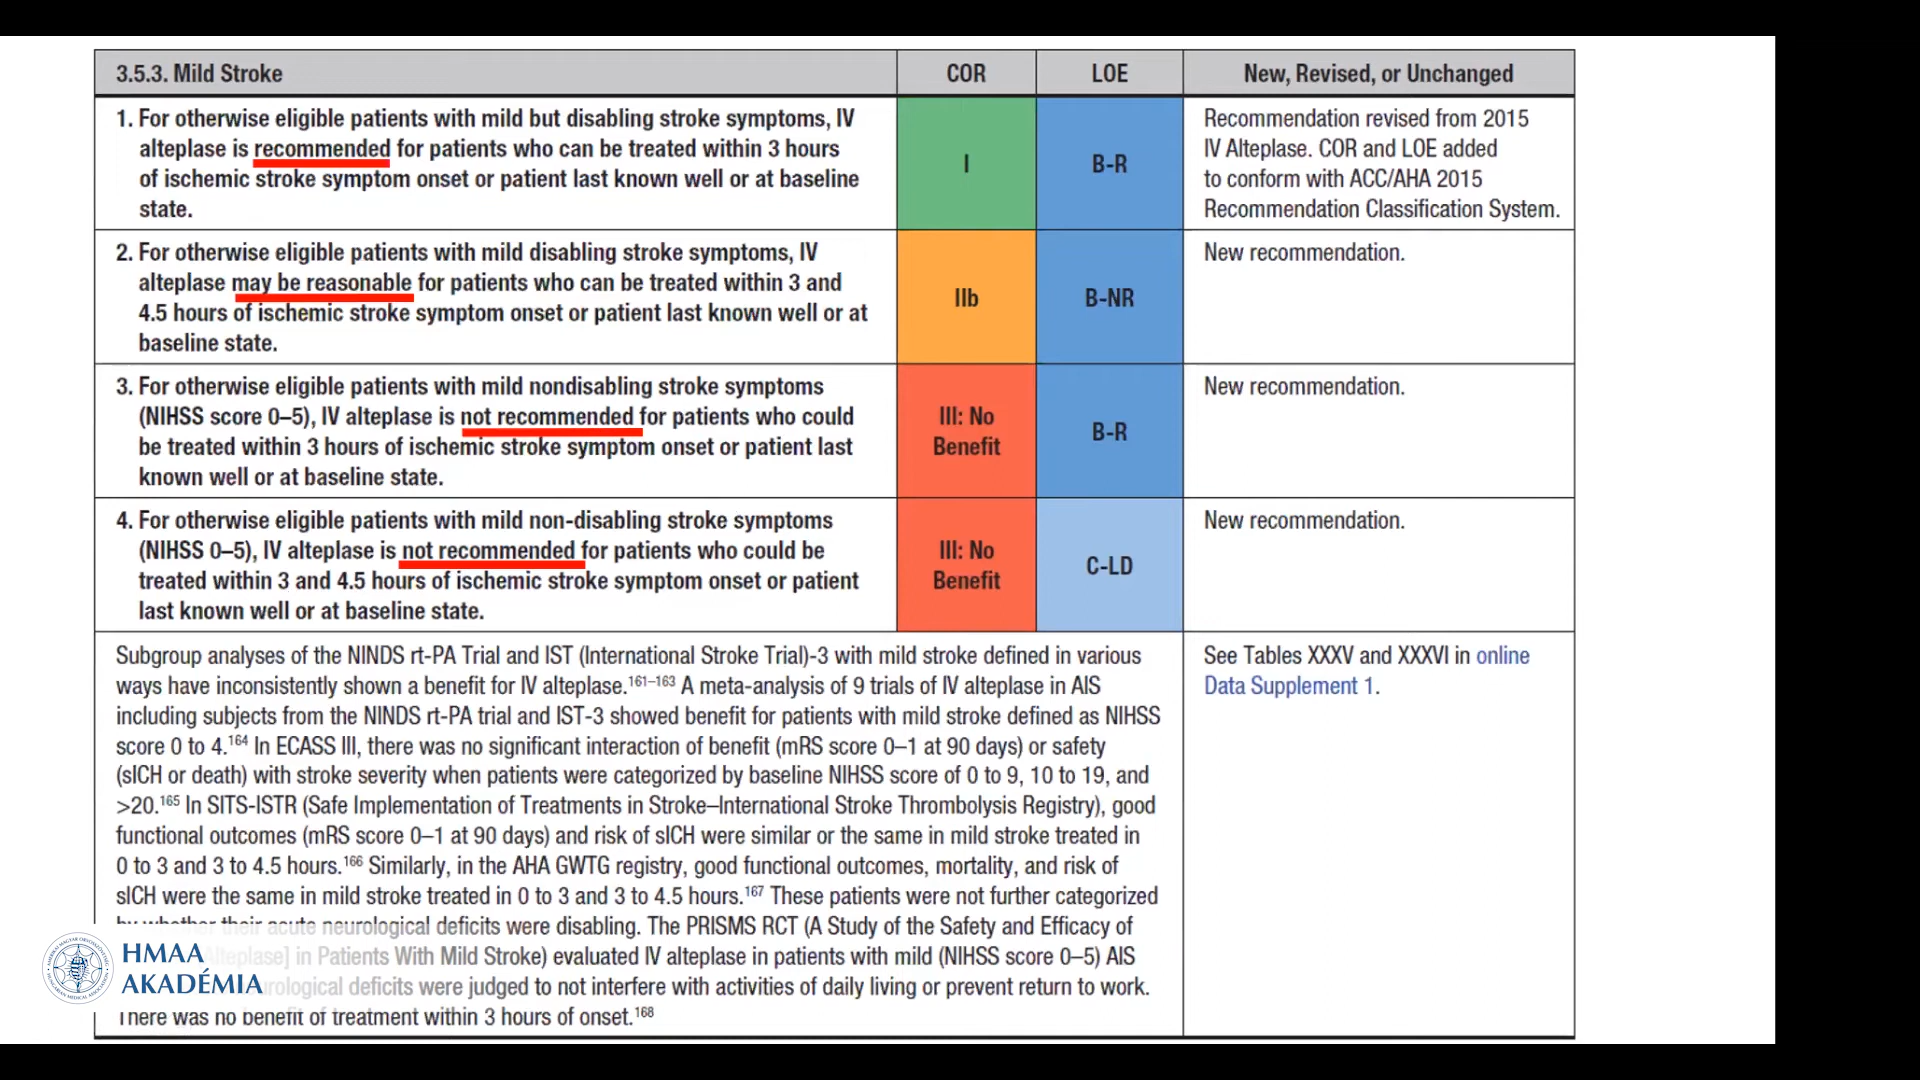 3.5.3. Mild Stroke
COR
LOE
New, Revised, or Unchanged
1. For otherwise eligible patients with mild but disabling stroke symptoms, IV
alteplase is recommended for patients who can be treated within 3 hours
of ischemic stroke symptom onset or patient last known well or at baseline
state.
I
B-R
Recommendation revised from 2015
IV Alteplase. COR and LOE added
to conform with ACC/AHA 2015
Recommendation Classification System.
2. For otherwise eligible patients with mild disabling stroke symptoms, IV
alteplase may be reasonable for patients who can be treated within 3 and
4.5 hours of ischemic stroke symptom onset or patient last known well or at
baseline state.
IIb
B-NR
New recommendation.
3. For otherwise eligible patients with mild nondisabling stroke symptoms
(NIHSS score 0–5), IV alteplase is not recommended for patients who could
be treated within 3 hours of ischemic stroke symptom onset or patient last
known well or at baseline state.
III: No
Benefit
B-R
New recommendation.
4. For otherwise eligible patients with mild non-disabling stroke symptoms
(NIHSS 0–5), IV alteplase is not recommended for patients who could be
treated within 3 and 4.5 hours of ischemic stroke symptom onset or patient
last known well or at baseline state.
III: No
Benefit
C-LD
New recommendation.
Subgroup analyses of the NINDS rt-PA Trial and IST (International Stroke Trial)-3 with mild stroke defined in various
ways have inconsistently shown a benefit for IV alteplase.161–163 A meta-analysis of 9 trials of IV alteplase in AIS
including subjects from the NINDS rt-PA trial and IST-3 showed benefit for patients with mild stroke defined as NIHSS
score 0 to 4.164 In ECASS III, there was no significant interaction of benefit (mRS score 0–1 at 90 days) or safety
(sICH or death) with stroke severity when patients were categorized by baseline NIHSS score of 0 to 9, 10 to 19, and
>20.165 In SITS-ISTR (Safe Implementation of Treatments in Stroke–International Stroke Thrombolysis Registry), good
functional outcomes (mRS score 0–1 at 90 days) and risk of sICH were similar or the same in mild stroke treated in
0 to 3 and 3 to 4.5 hours.166 Similarly, in the AHA GWTG registry, good functional outcomes, mortality, and risk of
sICH were the same in mild stroke treated in 0 to 3 and 3 to 4.5 hours.167 These patients were not further categorized
by whether their acute neurological deficits were disabling. The PRISMS RCT (A Study of the Safety and Efficacy of
Alteplase] in Patients With Mild Stroke) evaluated IV alteplase in patients with mild (NIHSS score 0–5) AIS
deficits were judged to not interfere with activities of daily living or prevent return to work.
There was no benefit of treatment within 3 hours of onset.168
See Tables XXXV and XXXVI in online
Data Supplement 1.
HMAA
AKADÉMIA